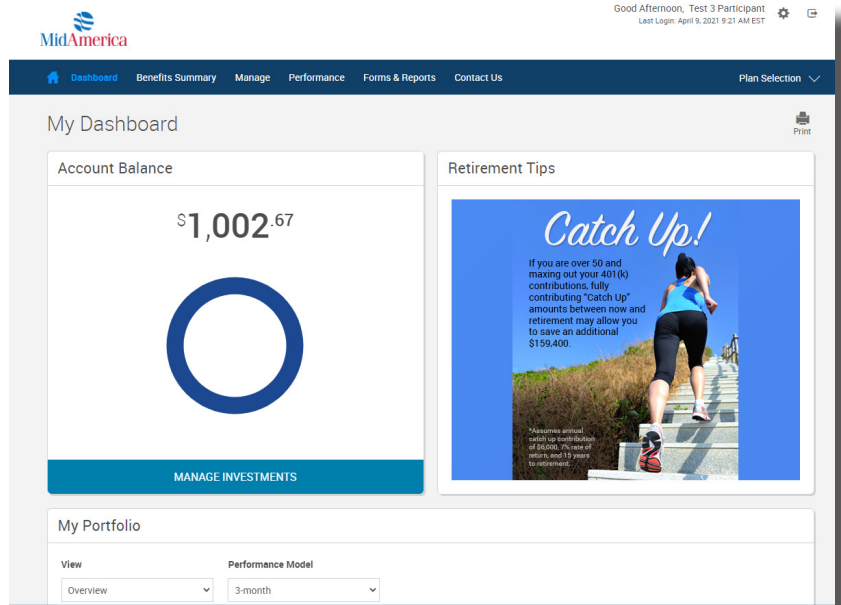 Good Afternoon, Test 3 Participant
Last Login: April 9, 2021 9:21 AM EST
MidAmerica
Dashboard Benefits Summary Manage Performance Forms & Reports Contact Us Plan Selection
My Dashboard
Print
Account Balance
$1,002.67
MANAGE INVESTMENTS
Retirement Tips
Catch Up!
If you are over 50 and
maxing out your 401(k)
contributions, fully
contributing "Catch Up"
amounts between now and
retirement may allow you
to save an additional
$159,400.
*Assumes annual
catch up contribution
of $6,000, 7% rate of
return, and 15 years
to retirement.
My Portfolio
View Performance Model
Overview 3-month